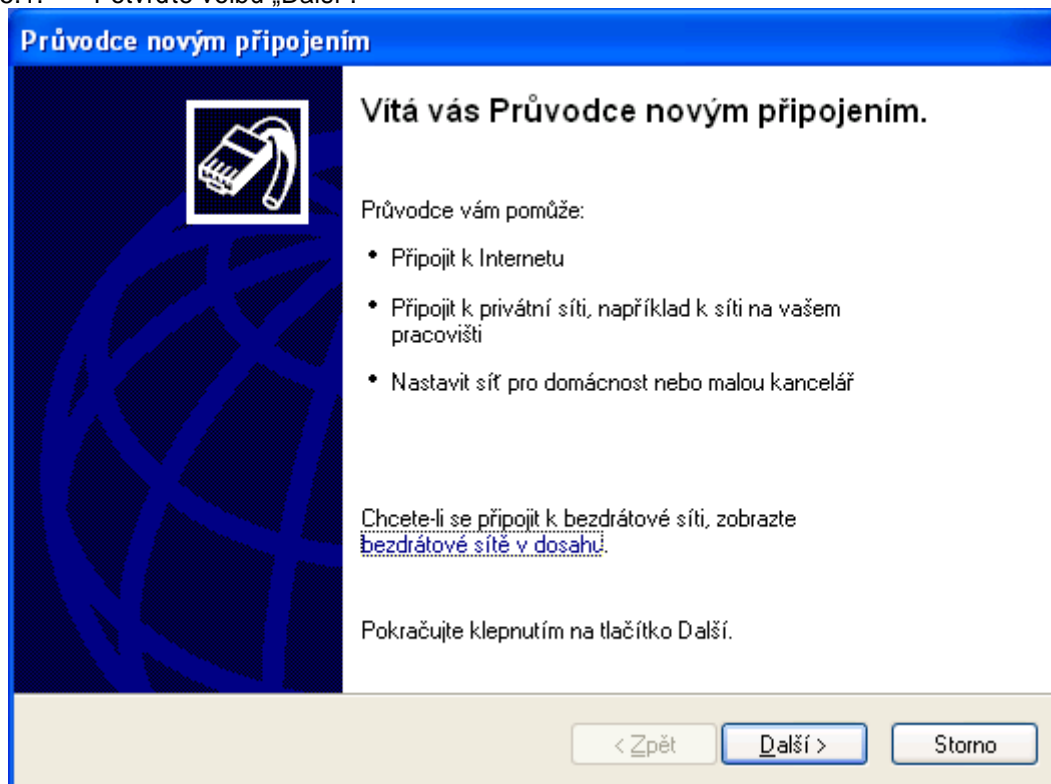 Průvodce novým připojením
Vítá vás Průvodce novým připojením.
Průvodce vám pomůže:
• Připojit k Internetu
• Připojit k privátní síti, například k síti na vašem
pracovišti
• Nastavit síť pro domácnost nebo malou kancelář
Chcete-li se připojit k bezdrátové síti, zobrazte
bezdrátové sítě v dosahu.
Pokračujte klepnutím na tlačítko Další.
< Zpět
Další >
Storno